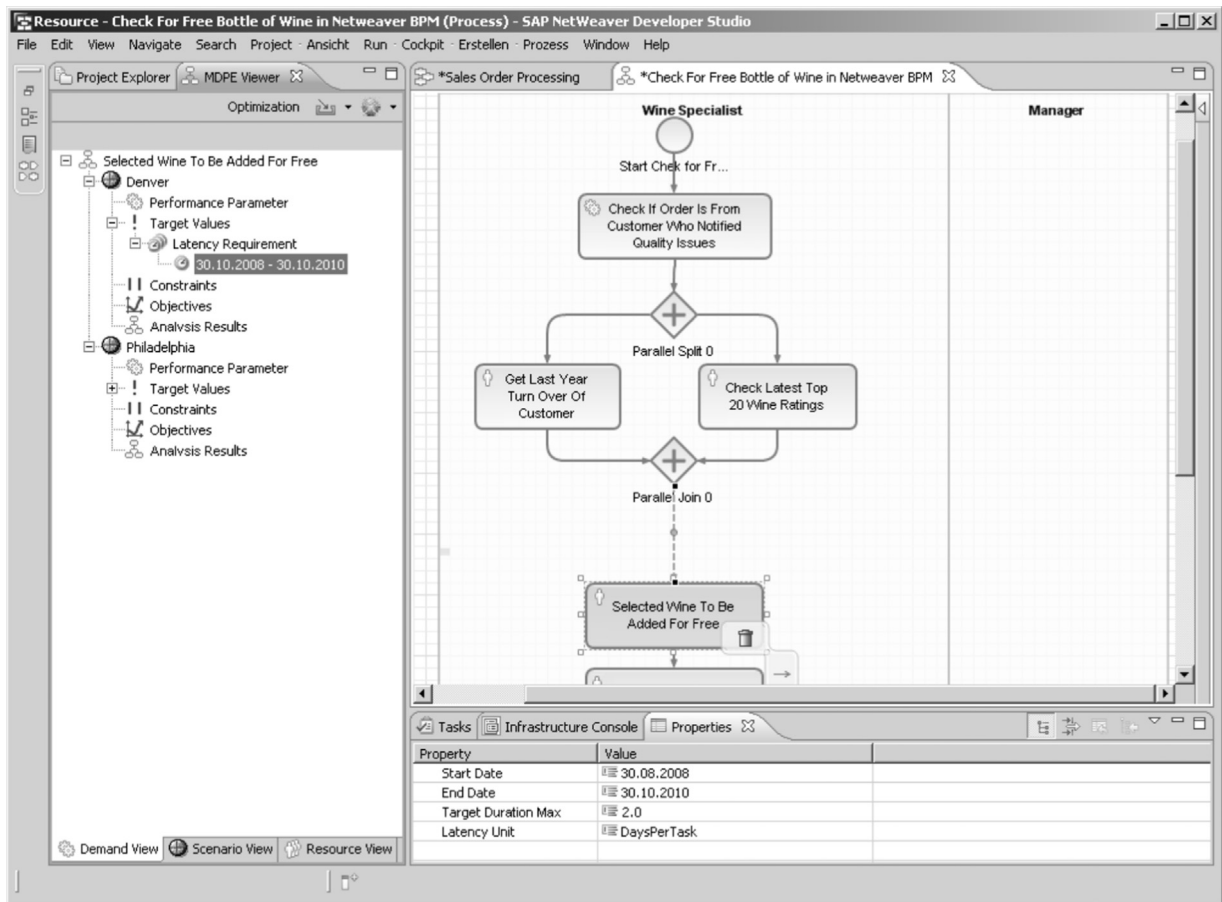 Resource - Check For Free Bottle of Wine in Netweaver BPM (Process) - SAP NetWeaver Developer Studio
File Edit View Navigate Search Project Ansicht Run Cockpit Erstellen Prozess Window Help
Project Explorer MDPE Viewer
Optimization
Selected Wine To Be Added For Free
Denver
Performance Parameter
Target Values
Latency Requirement
30.10.2008 - 30.10.2010
Constraints
Objectives
Analysis Results
Philadelphia
Performance Parameter
Target Values
Constraints
Objectives
Analysis Results
Demand View Scenario View Resource View
*Sales Order Processing *Check For Free Bottle of Wine in Netweaver BPM
Wine Specialist Manager
Start Chek for Fr...
Check If Order Is From
Customer Who Notified
Quality Issues
Parallel Split 0
Get Last Year
Turn Over Of
Customer
Check Latest Top
20 Wine Ratings
Parallel Join 0
Selected Wine To Be
Added For Free
Tasks Infrastructure Console Properties
Property Value
Start Date 30.08.2008
End Date 30.10.2010
Target Duration Max 2.0
Latency Unit DaysPerTask